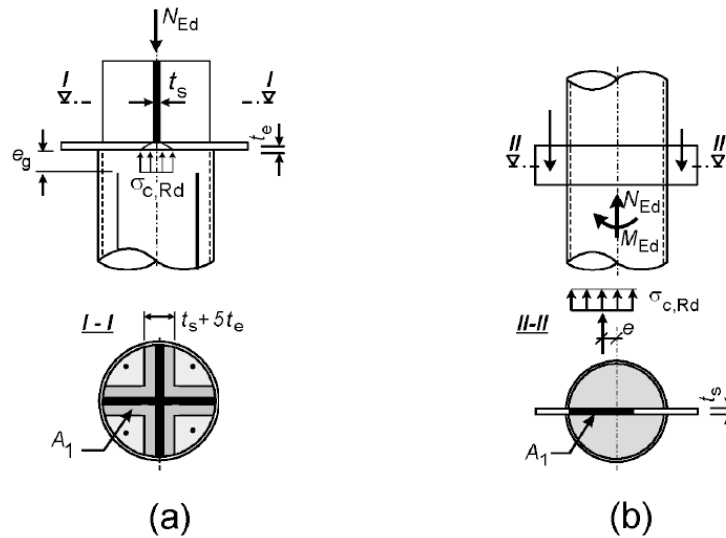 N_Ed
I I
t_s
t_e
e_g
σ_c,Rd
I - I
t_s + 5t_e
A_1
(a)
II II
N_Ed
M_Ed
σ_c,Rd
II-II
e
t_s
A_1
(b)